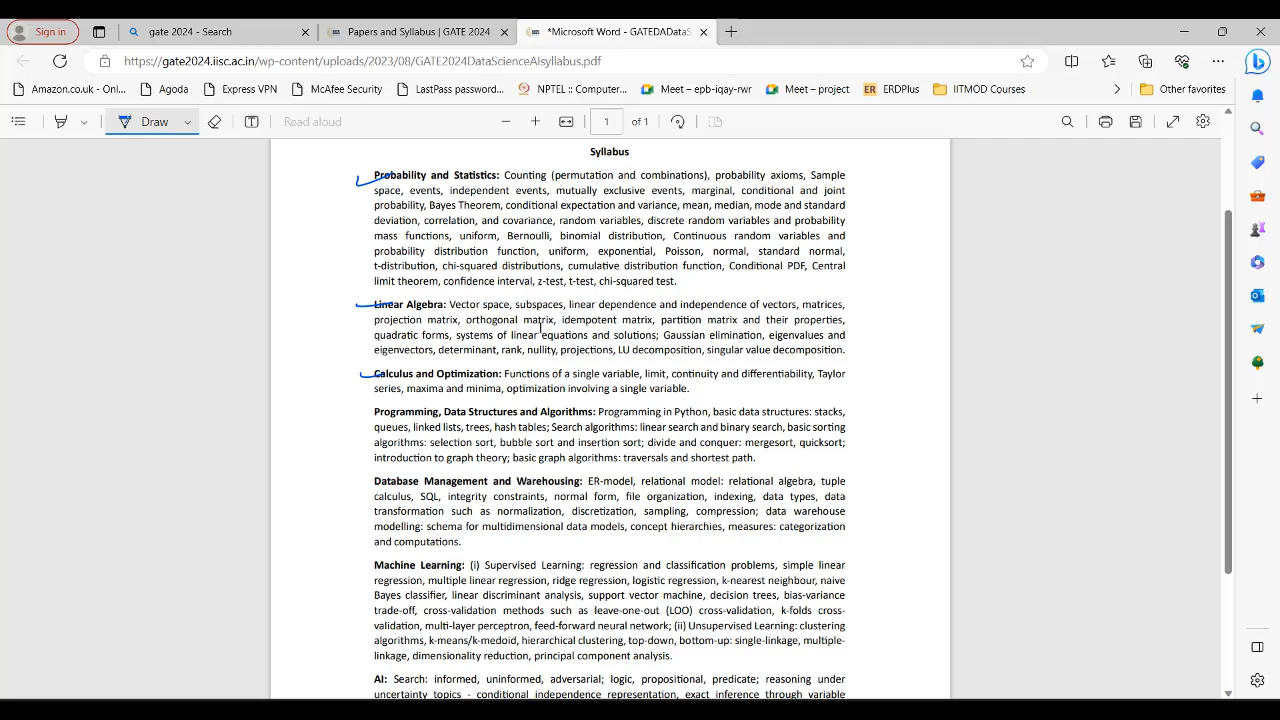 Sign in
gate 2024 - Search
Papers and Syllabus | GATE 2024
*Microsoft Word - GATEDADataS
https://gate2024.iisc.ac.in/wp-content/uploads/2023/08/GATE2024DataScienceAIsyllabus.pdf
Amazon.co.uk - Onl...
Agoda
Express VPN
McAfee Security
LastPass password...
NPTEL :: Computer...
Meet – epb-iqay-rwr
Meet – project
ER ERDPlus
IITMOD Courses
Other favorites
Draw
Read aloud
1 of 1
Syllabus
Probability and Statistics: Counting (permutation and combinations), probability axioms, Sample
space, events, independent events, mutually exclusive events, marginal, conditional and joint
probability, Bayes Theorem, conditional expectation and variance, mean, median, mode and standard
deviation, correlation, and covariance, random variables, discrete random variables and probability
mass functions, uniform, Bernoulli, binomial distribution, Continuous random variables and
probability distribution function, uniform, exponential, Poisson, normal, standard normal,
t-distribution, chi-squared distributions, cumulative distribution function, Conditional PDF, Central
limit theorem, confidence interval, z-test, t-test, chi-squared test.
Linear Algebra: Vector space, subspaces, linear dependence and independence of vectors, matrices,
projection matrix, orthogonal matrix, idempotent matrix, partition matrix and their properties,
quadratic forms, systems of linear equations and solutions; Gaussian elimination, eigenvalues and
eigenvectors, determinant, rank, nullity, projections, LU decomposition, singular value decomposition.
Calculus and Optimization: Functions of a single variable, limit, continuity and differentiability, Taylor
series, maxima and minima, optimization involving a single variable.
Programming, Data Structures and Algorithms: Programming in Python, basic data structures: stacks,
queues, linked lists, trees, hash tables; Search algorithms: linear search and binary search, basic sorting
algorithms: selection sort, bubble sort and insertion sort; divide and conquer: mergesort, quicksort;
introduction to graph theory; basic graph algorithms: traversals and shortest path.
Database Management and Warehousing: ER-model, relational model: relational algebra, tuple
calculus, SQL, integrity constraints, normal form, file organization, indexing, data types, data
transformation such as normalization, discretization, sampling, compression; data warehouse
modelling: schema for multidimensional data models, concept hierarchies, measures: categorization
and computations.
Machine Learning: (i) Supervised Learning: regression and classification problems, simple linear
regression, multiple linear regression, ridge regression, logistic regression, k-nearest neighbour, naive
Bayes classifier, linear discriminant analysis, support vector machine, decision trees, bias-variance
trade-off, cross-validation methods such as leave-one-out (LOO) cross-validation, k-folds cross-
validation, multi-layer perceptron, feed-forward neural network; (ii) Unsupervised Learning: clustering
algorithms, k-means/k-medoid, hierarchical clustering, top-down, bottom-up: single-linkage, multiple-
linkage, dimensionality reduction, principal component analysis.
AI: Search: informed, uninformed, adversarial; logic, propositional, predicate; reasoning under
uncertainty topics - conditional independence representation, exact inference through variable